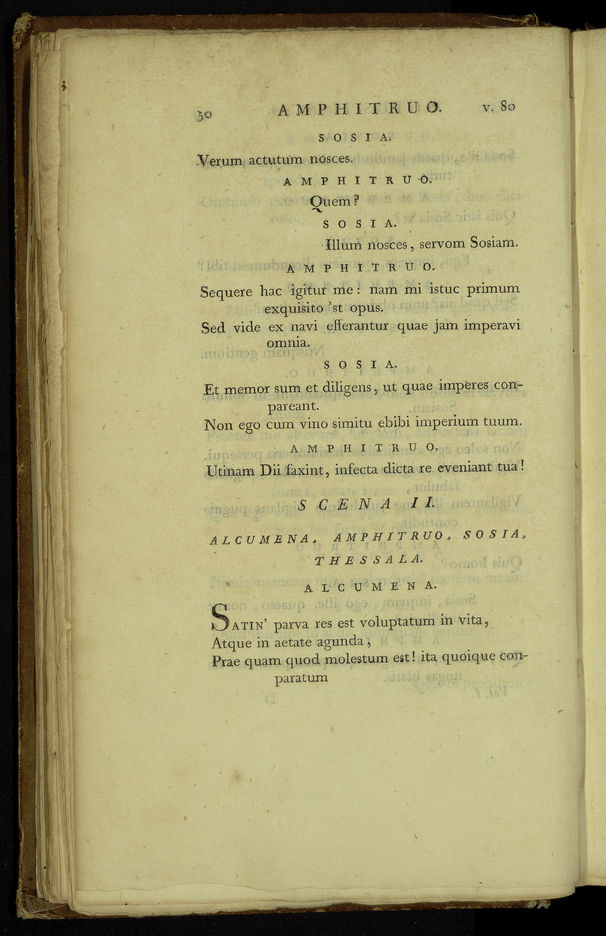 50 AMPHITRUO. v. 80
SOSIA.
Verum actutum nosces.
AMPHITRUO.
Quem?
SOSIA.
Illum nosces, servom Sosiam.
AMPHITRUO.
Sequere hac igitur me: nam mi istuc primum
exquisito 'st opus.
Sed vide ex navi efferantur quae jam imperavi
omnia.
SOSIA.
Et memor sum et diligens, ut quae imperes con-
pareant.
Non ego cum vino simitu ebibi imperium tuum.
AMPHITRUO.
Utinam Dii faxint, infecta dicta re eveniant tua!
SCENA II.
ALCUMENA, AMPHITRUO, SOSIA,
THESSALA.
ALCUMENA.
SATIN' parva res est voluptatum in vita,
Atque in aetate agunda,
Prae quam quod molestum est! ita quoique con-
paratum